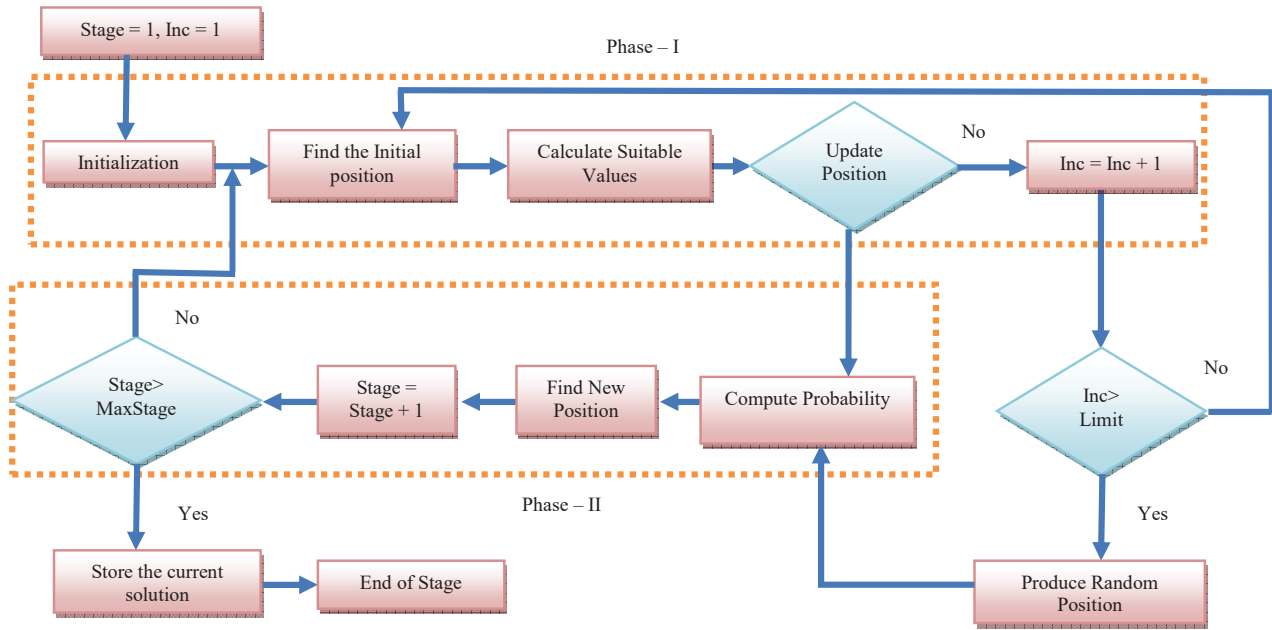 Stage = 1, Inc = 1
Phase – I
Initialization
Find the Initial
position
Calculate Suitable
Values
Update
Position
No
Inc = Inc + 1
No
Stage>
MaxStage
Stage =
Stage + 1
Find New
Position
Compute Probability
Inc>
Limit
No
Yes
Phase – II
Yes
Store the current
solution
End of Stage
Produce Random
Position